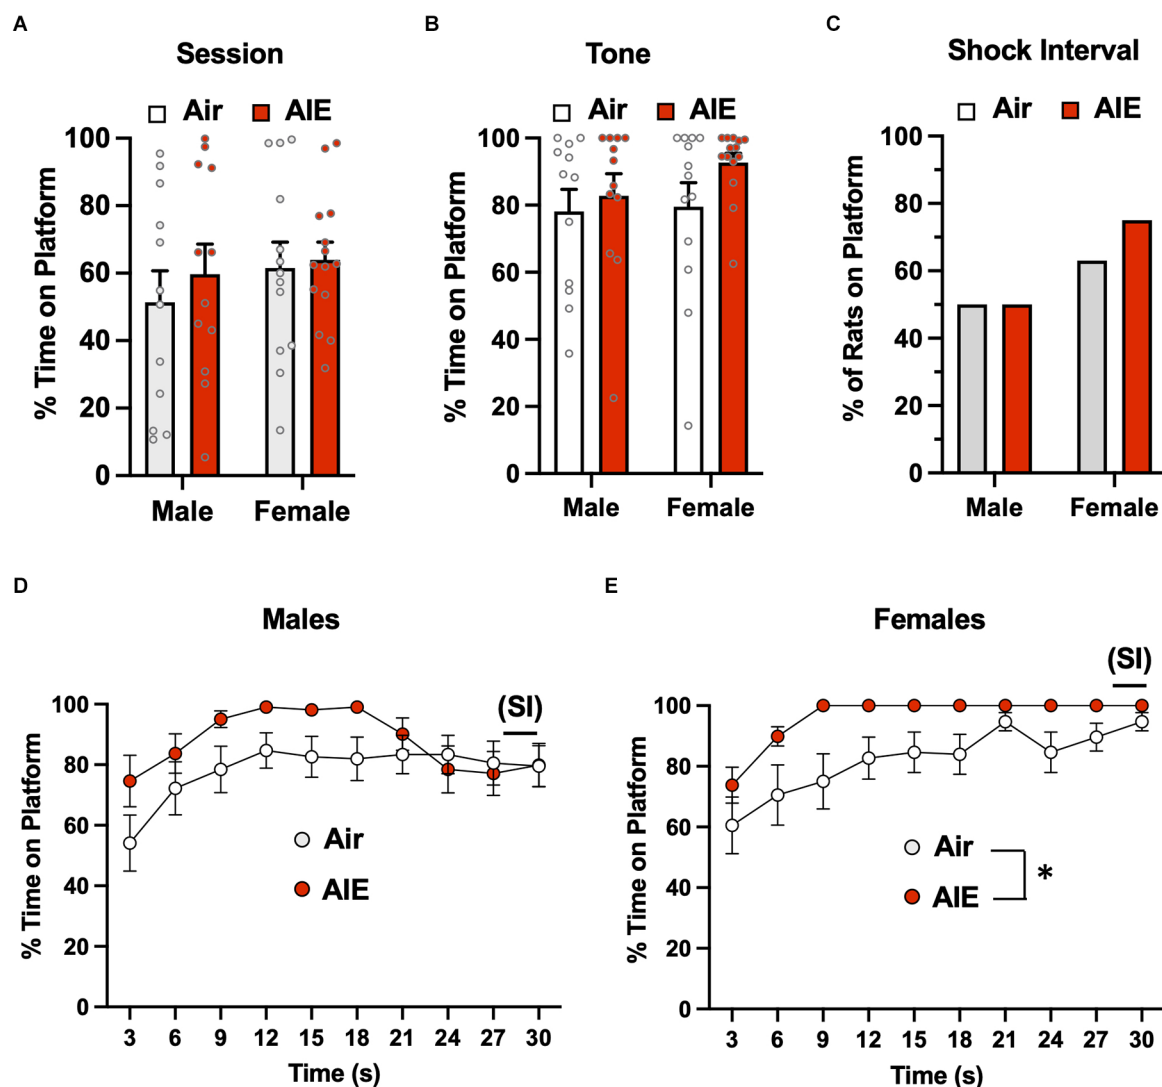 A
Session
Air AIE
% Time on Platform
100
80
60
40
20
0
Male Female
B
Tone
Air AIE
% Time on Platform
100
80
60
40
20
0
Male Female
C
Shock Interval
Air AIE
% of Rats on Platform
100
80
60
40
20
0
Male Female
D
Males
(SI)
% Time on Platform
100
80
60
40
20
0
Air
AIE
3 6 9 12 15 18 21 24 27 30
Time (s)
E
Females
(SI)
% Time on Platform
100
80
60
40
20
0
Air
AIE
*
3 6 9 12 15 18 21 24 27 30
Time (s)